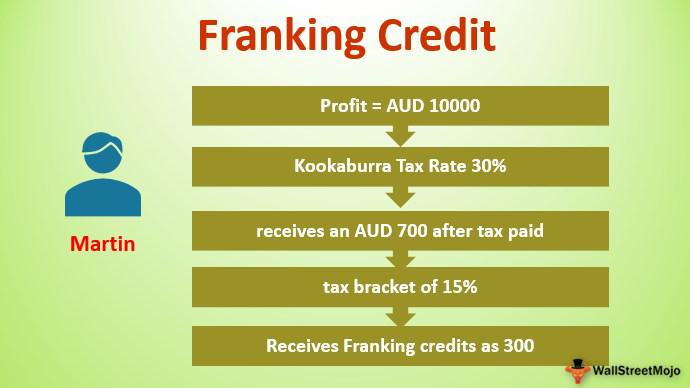 Franking Credit
Profit = AUD 10000
Kookaburra Tax Rate 30%
receives an AUD 700 after tax paid
Martin
tax bracket of 15%
Receives Franking credits as 300
WallStreetMojo